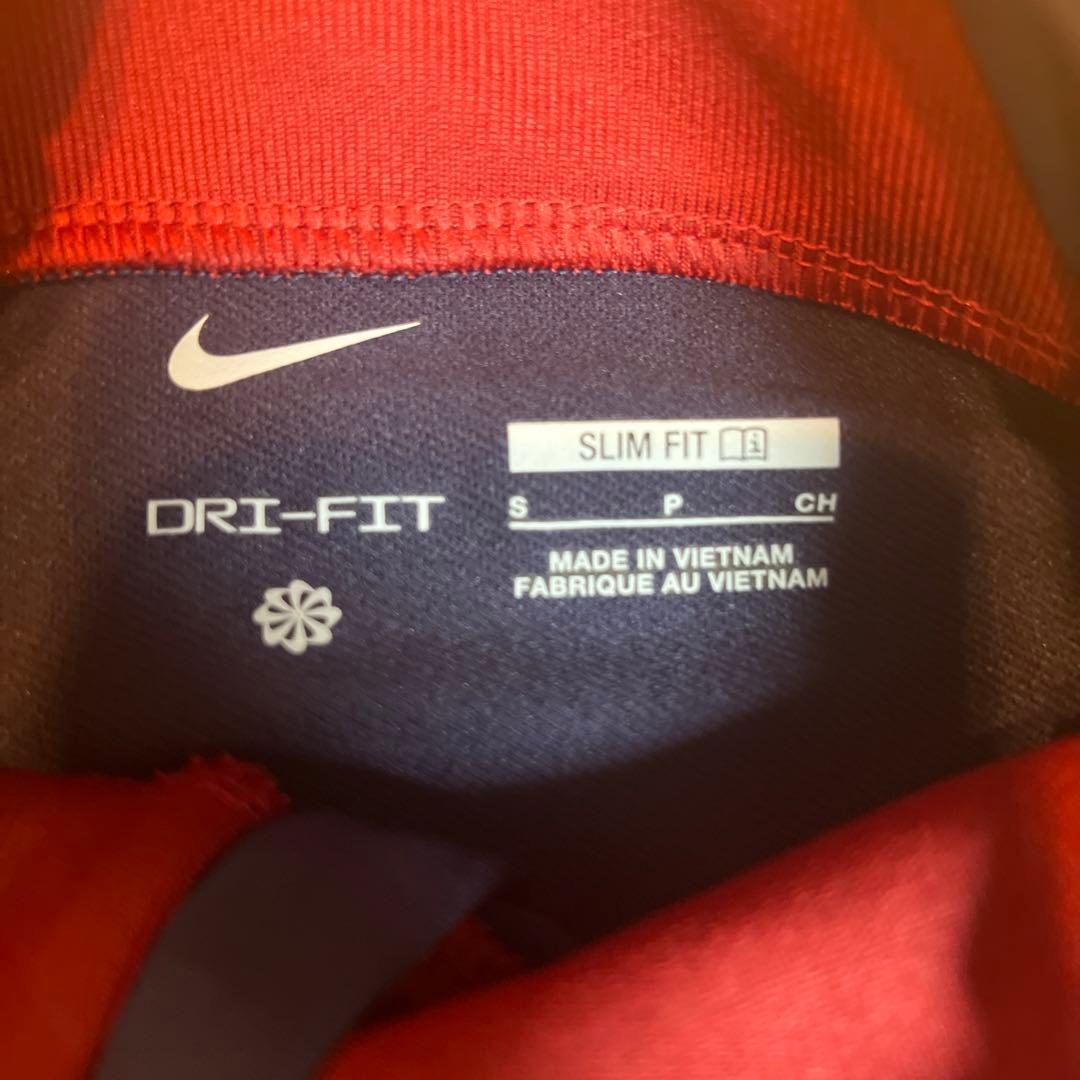 DRI-FIT
SLIM FIT
S P CH
MADE IN VIETNAM
FABRIQUE AU VIETNAM